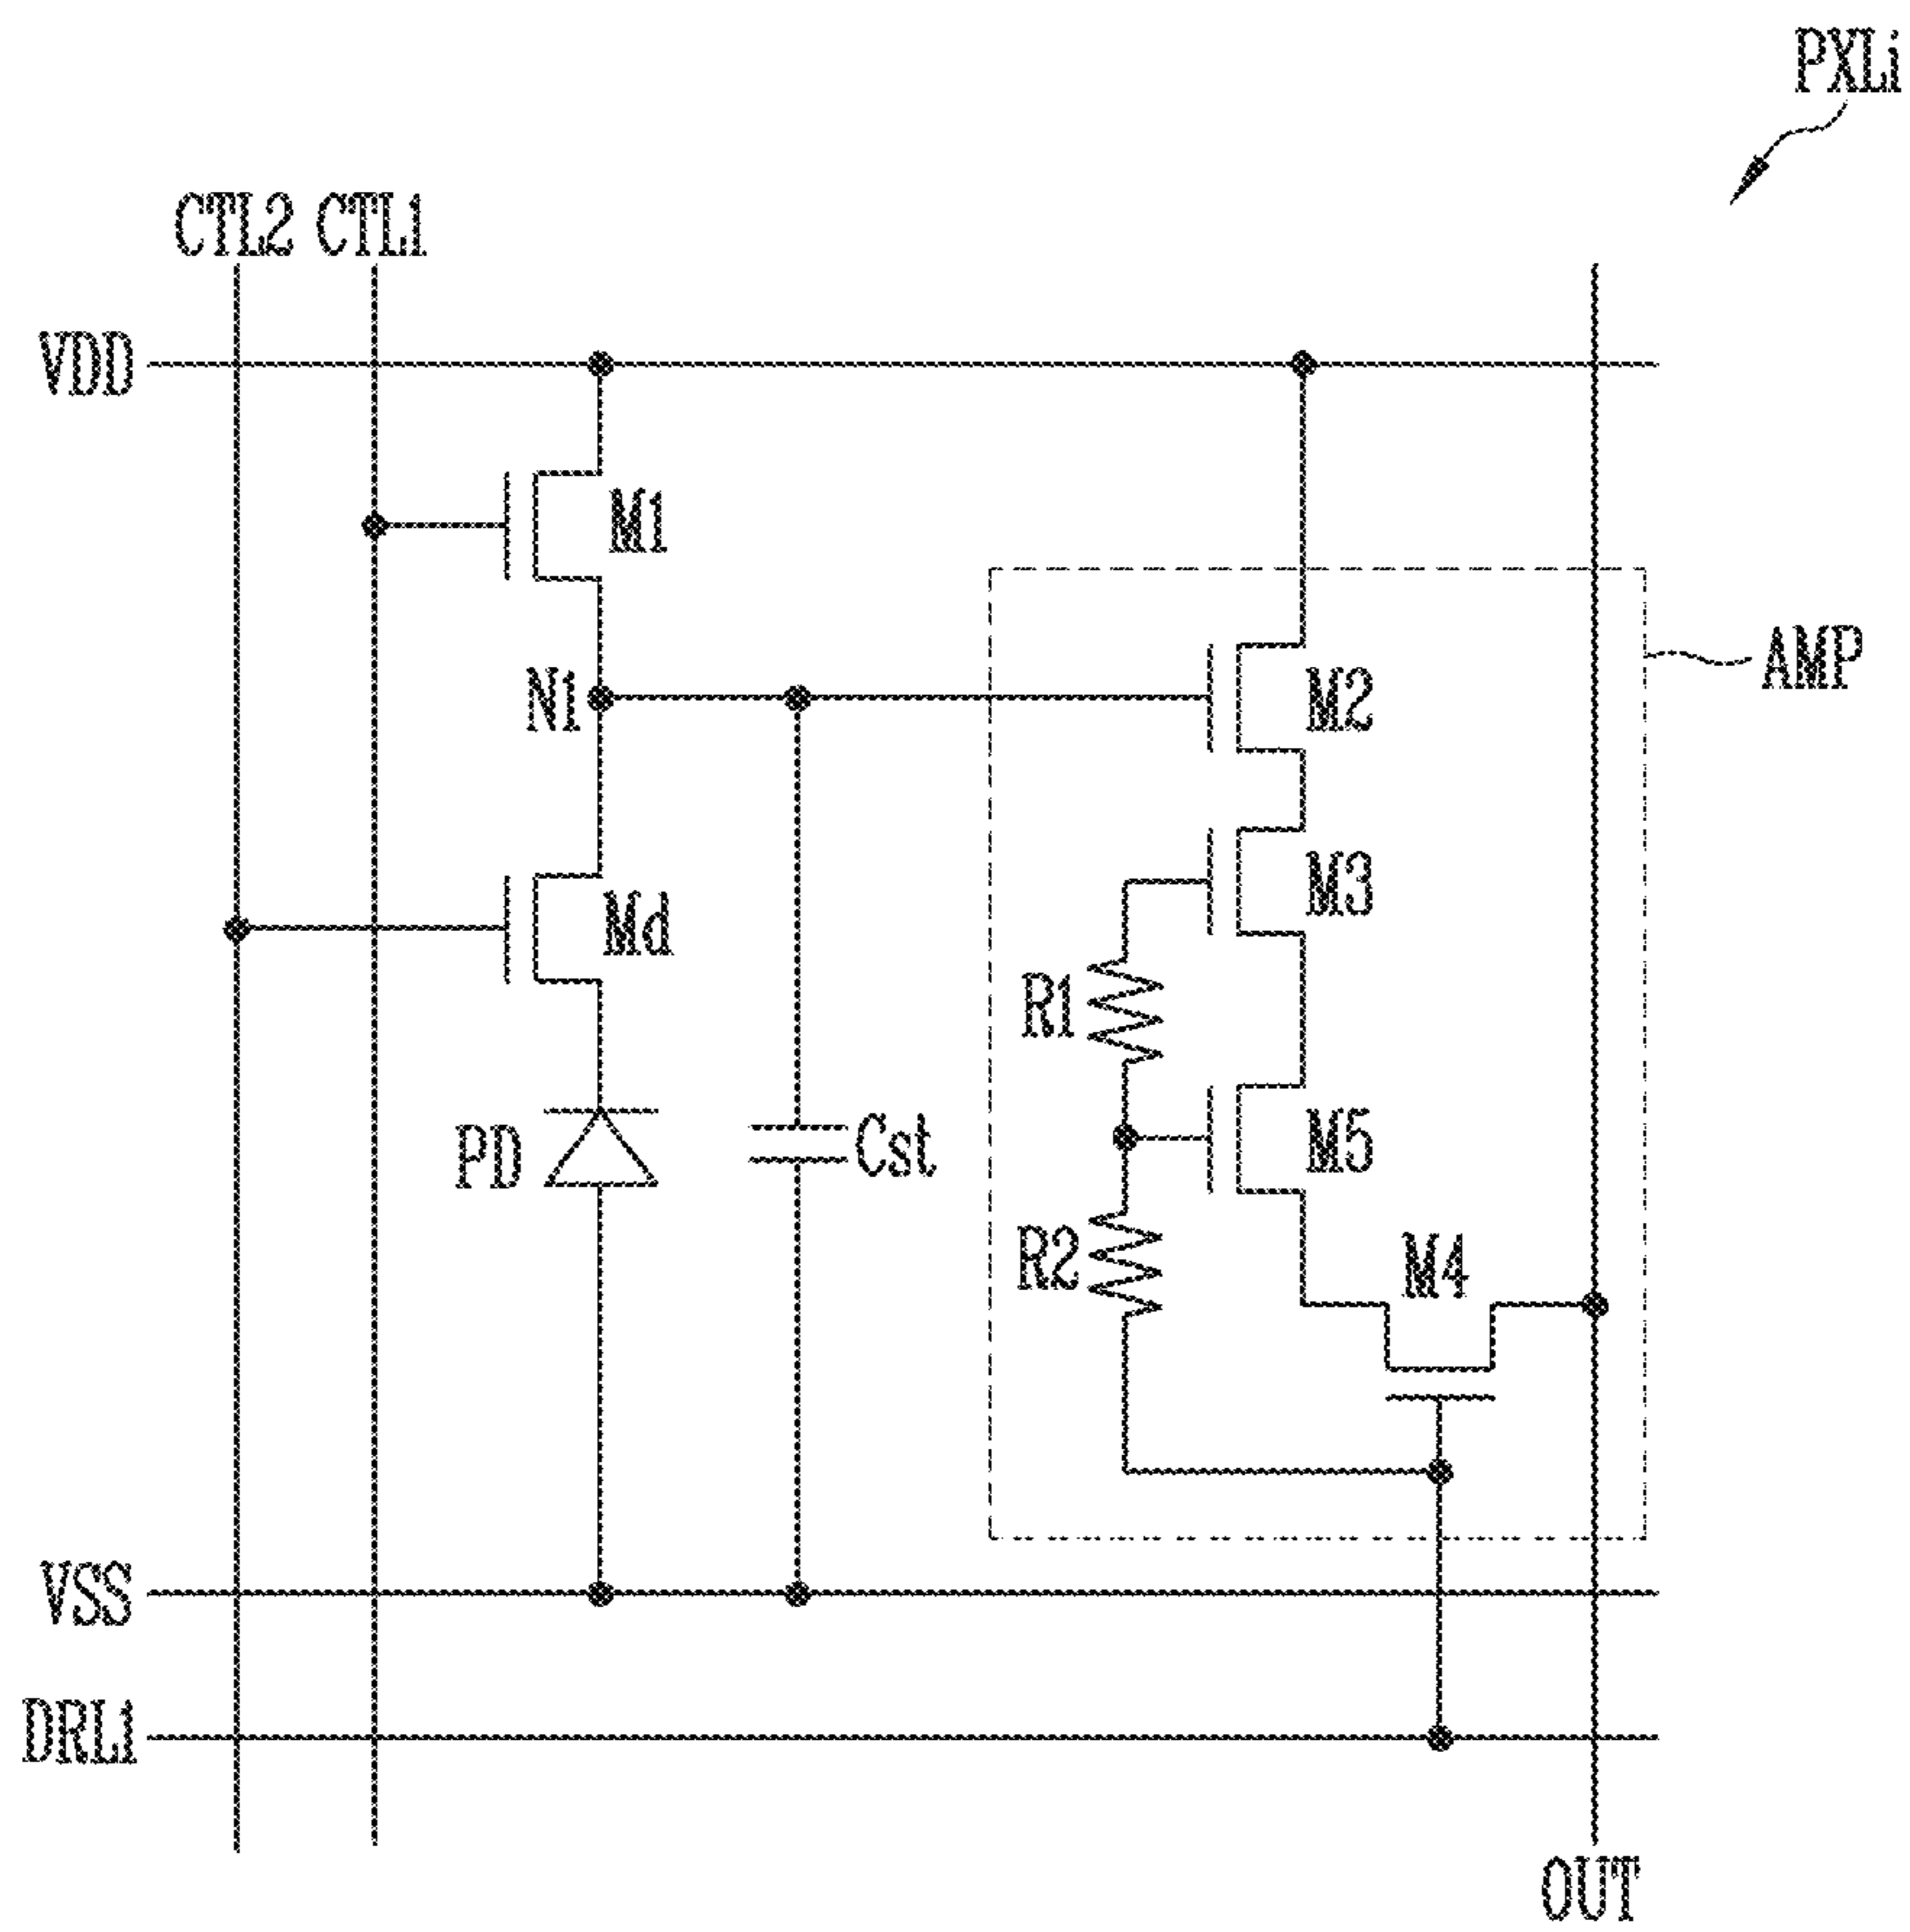 PXLi
CTL2 CTL1
VDD
M1
AMP
N1
M2
M3
Md
R1
PD
Cst
M5
R2
M4
VSS
DRLi
OUT